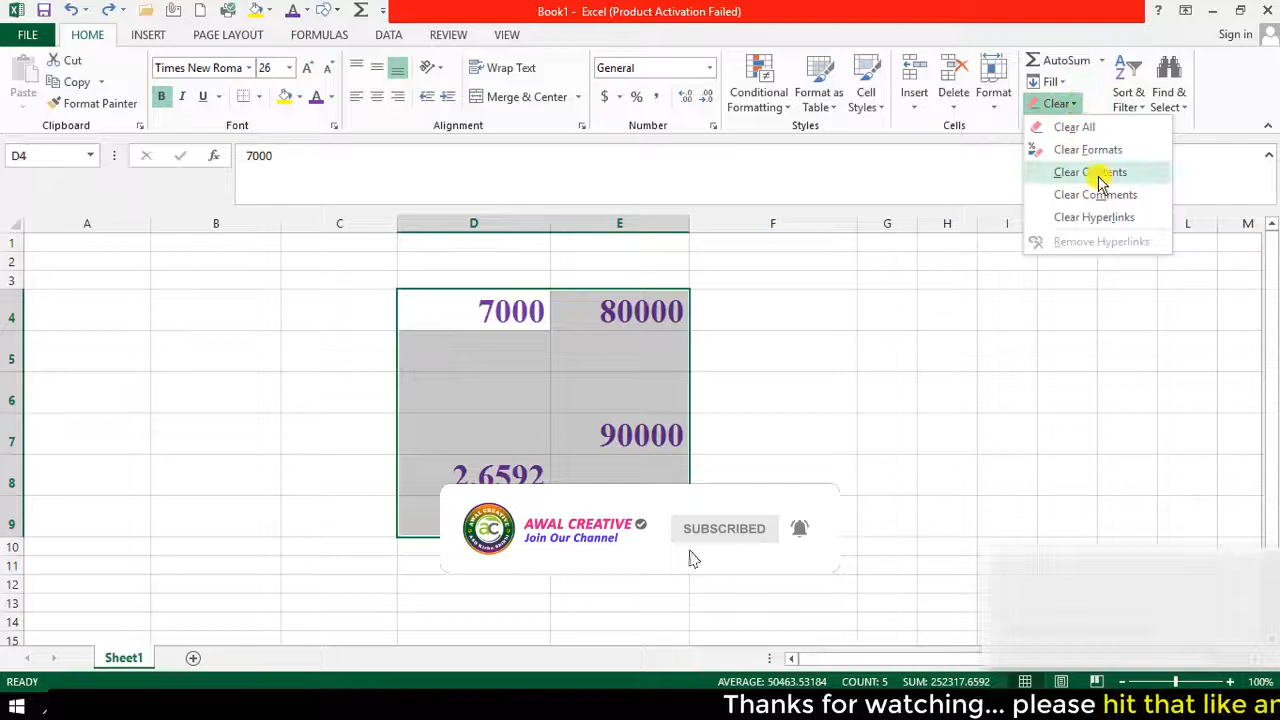 Book1 - Excel (Product Activation Failed)
?
FILE HOME INSERT PAGE LAYOUT FORMULAS DATA REVIEW VIEW Sign in
Paste
Cut
Copy
Format Painter
Clipboard
Times New Roma 26
B I U
Font
Wrap Text
Merge & Center
Alignment
General
$ % ,
Number
Conditional Formatting
Format as Table
Cell Styles
Styles
Insert Delete Format
Cells
AutoSum
Fill
Clear
Sort & Filter
Find & Select
Clear All
Clear Formats
Clear Contents
Clear Comments
Clear Hyperlinks
Remove Hyperlinks
D4 fx 7000
A B C D E F G H I L M
1
2
3
4 7000 80000
5
6
7 90000
8 2.6592
9
10
11
12
13
14
15
AWAL CREATIVE
Join Our Channel
SUBSCRIBED
Sheet1
READY AVERAGE: 50463.53184 COUNT: 5 SUM: 252317.6592 100%
Thanks for watching... please hit that like an